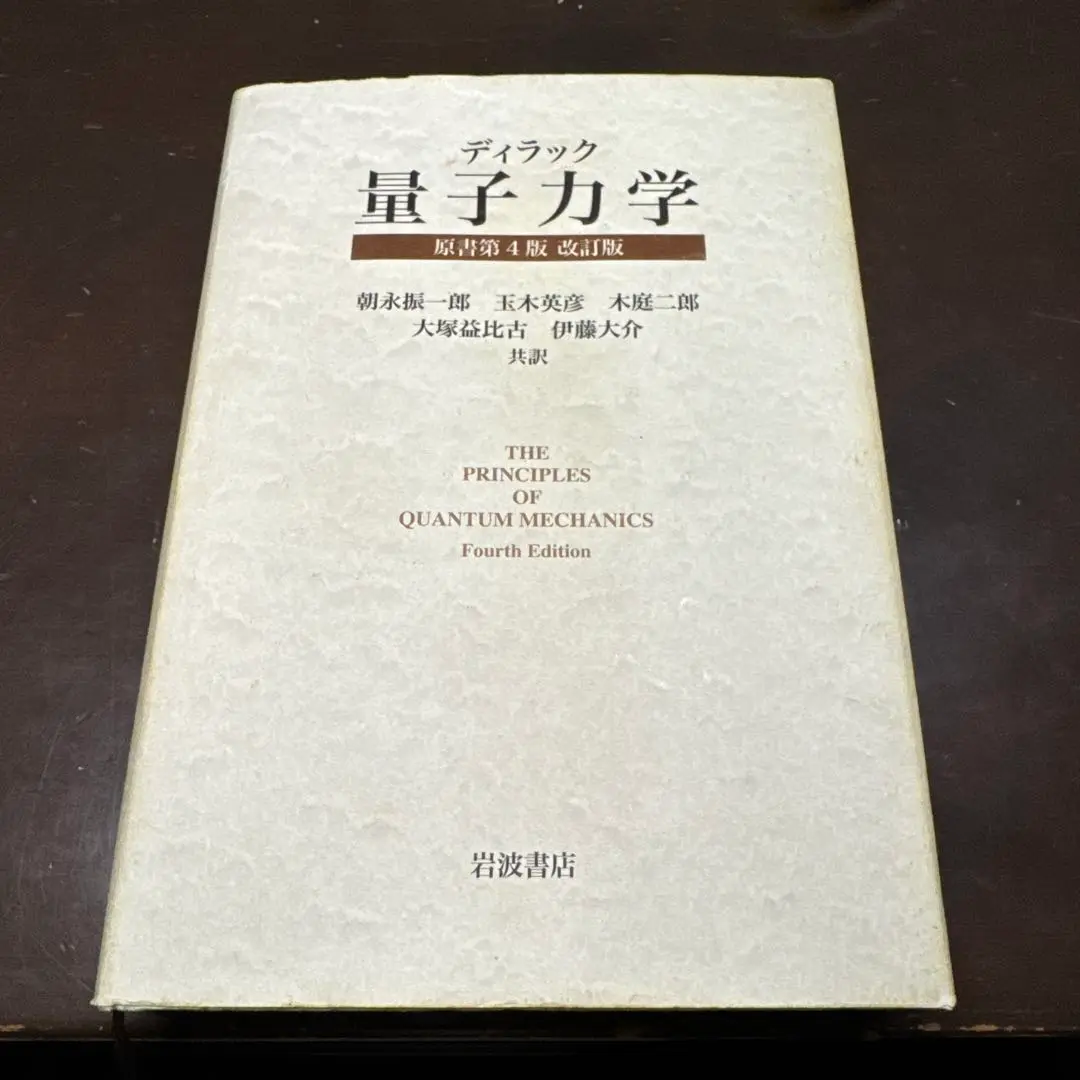 ディラック
量子力学
原書第4版 改訂版
朝永振一郎 玉木英彦 木庭二郎
大塚益比古 伊藤大介
共訳
THE
PRINCIPLES
OF
QUANTUM MECHANICS
Fourth Edition
岩波書店